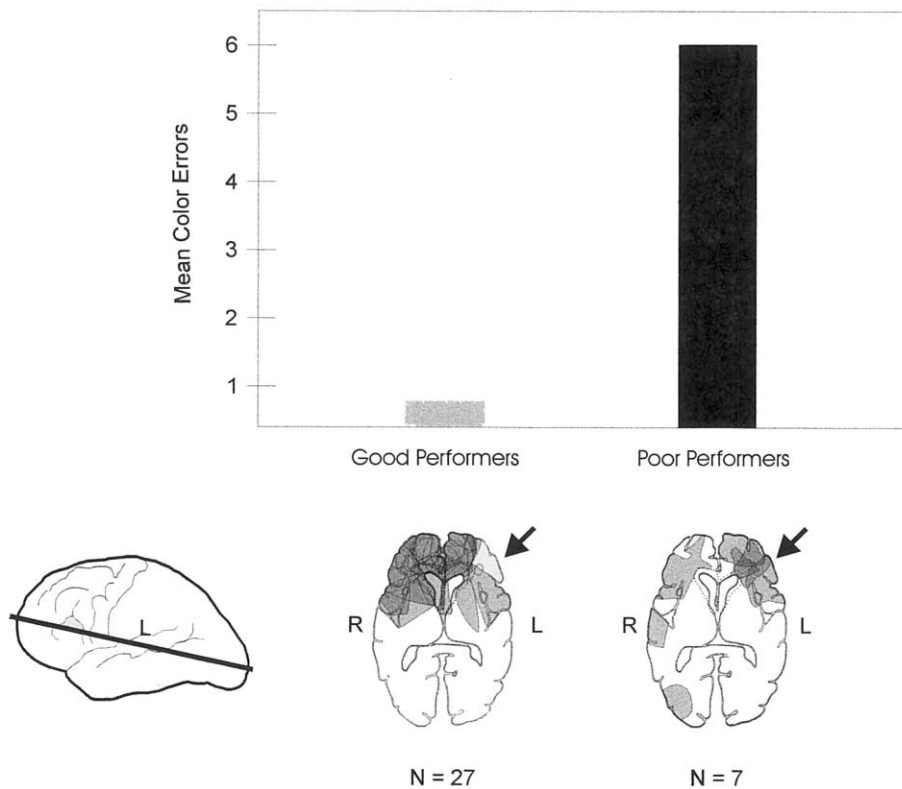 6
5
4
3
2
1
Mean Color Errors
Good Performers
Poor Performers
L
R
L
R
L
N = 27
N = 7